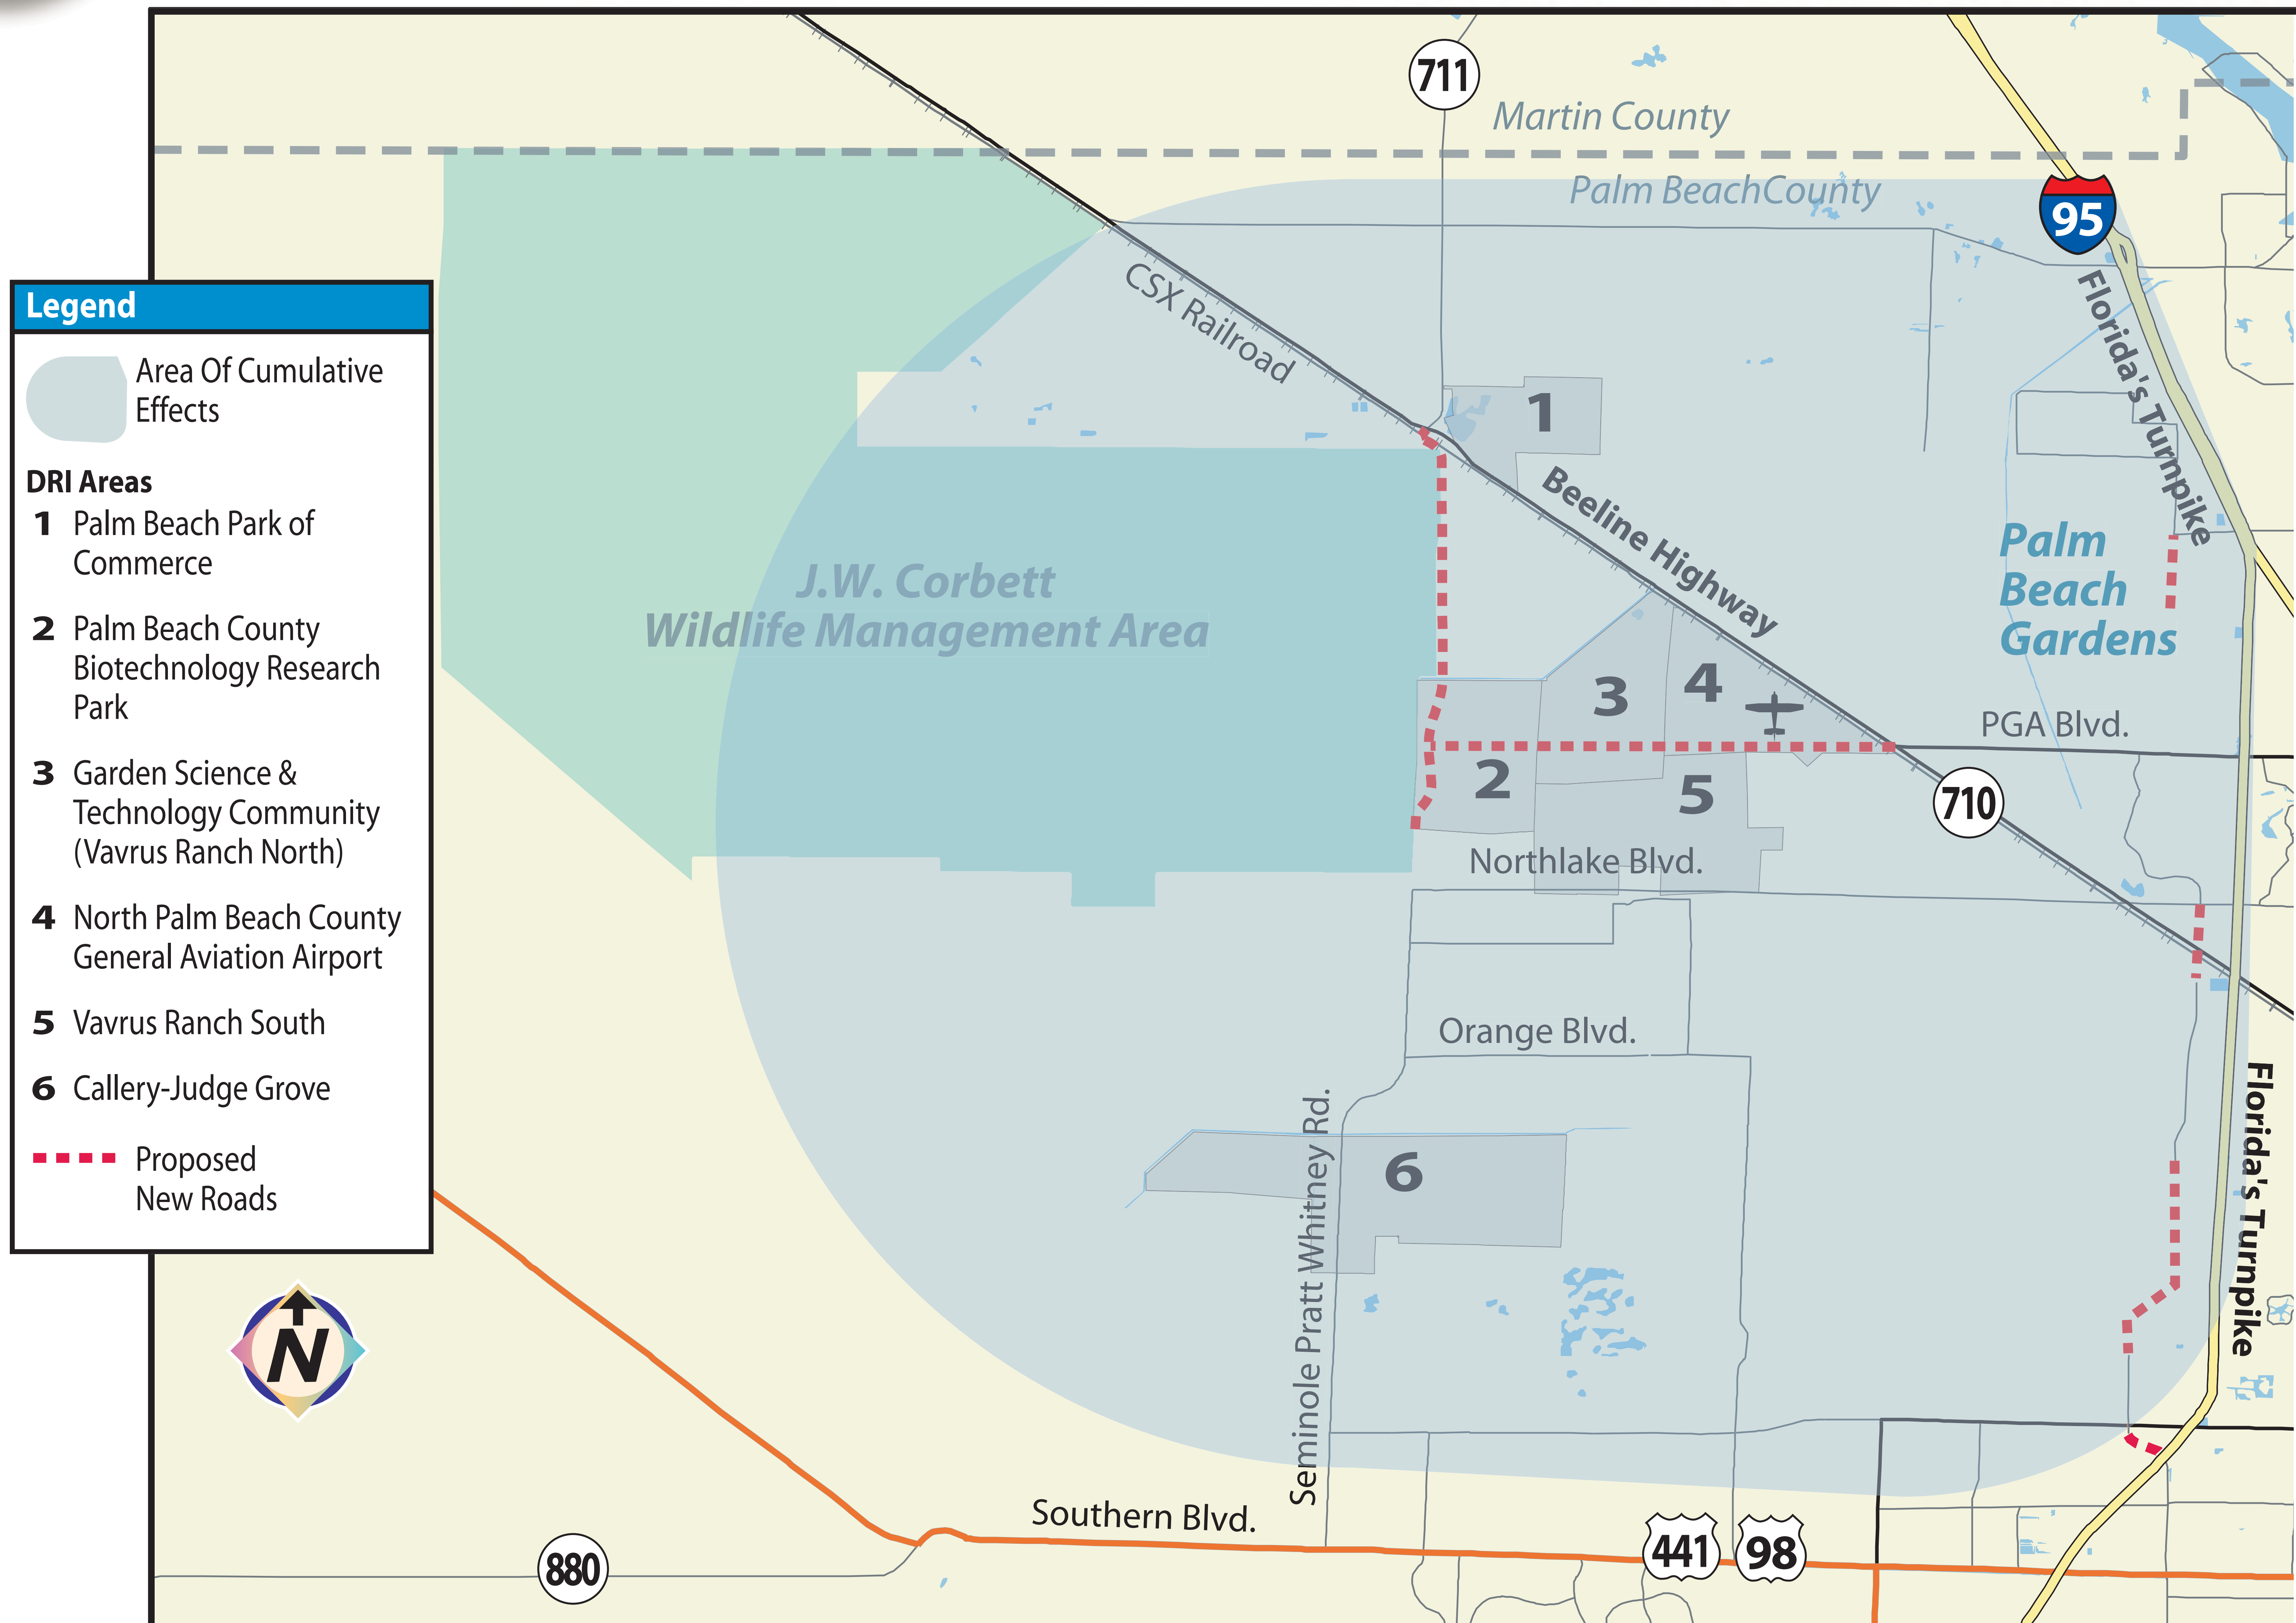 711
Martin County
Palm BeachCounty
95
Florida's Turnpike
CSX Railroad
Legend
Area Of Cumulative
Effects
DRI Areas
1 Palm Beach Park of
Commerce
2 Palm Beach County
Biotechnology Research
Park
3 Garden Science &
Technology Community
(Vavrus Ranch North)
4 North Palm Beach County
General Aviation Airport
5 Vavrus Ranch South
6 Callery-Judge Grove
Proposed
New Roads
1
Beeline Highway
Palm
Beach
Gardens
J.W. Corbett
Wildlife Management Area
3
4
PGA Blvd.
2
5
710
Northlake Blvd.
Orange Blvd.
Seminole Pratt Whitney Rd.
6
Florida's Turnpike
N
Southern Blvd.
441
98
880